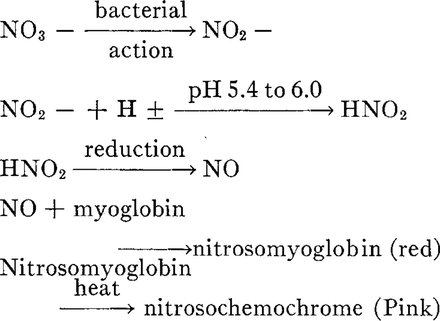 bacterial
NO₃ − ⟶ NO₂ −
action
pH 5.4 to 6.0
NO₂ − + H ± ⟶ HNO₂
reduction
HNO₂ ⟶ NO
NO + myoglobin
⟶nitrosomyoglobin (red)
Nitrosomyoglobin
heat
⟶ nitrosochemochrome (Pink)